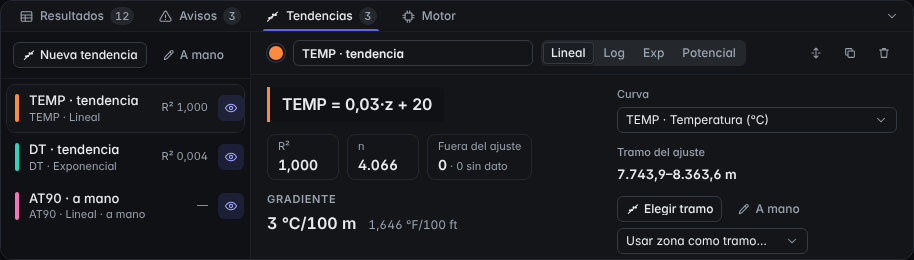 Resultados 12 Avisos 3 Tendencias 3 Motor
Nueva tendencia A mano
TEMP · tendencia R² 1,000
TEMP · Lineal
DT · tendencia R² 0,004
DT · Exponencial
AT90 · a mano —
AT90 · Lineal · a mano
TEMP · tendencia Lineal Log Exp Potencial
TEMP = 0,03·z + 20
R²
1,000
n
4.066
Fuera del ajuste
0 · 0 sin dato
GRADIENTE
3 °C/100 m 1,646 °F/100 ft
Curva
TEMP · Temperatura (°C)
Tramo del ajuste
7.743,9–8.363,6 m
Elegir tramo A mano
Usar zona como tramo...